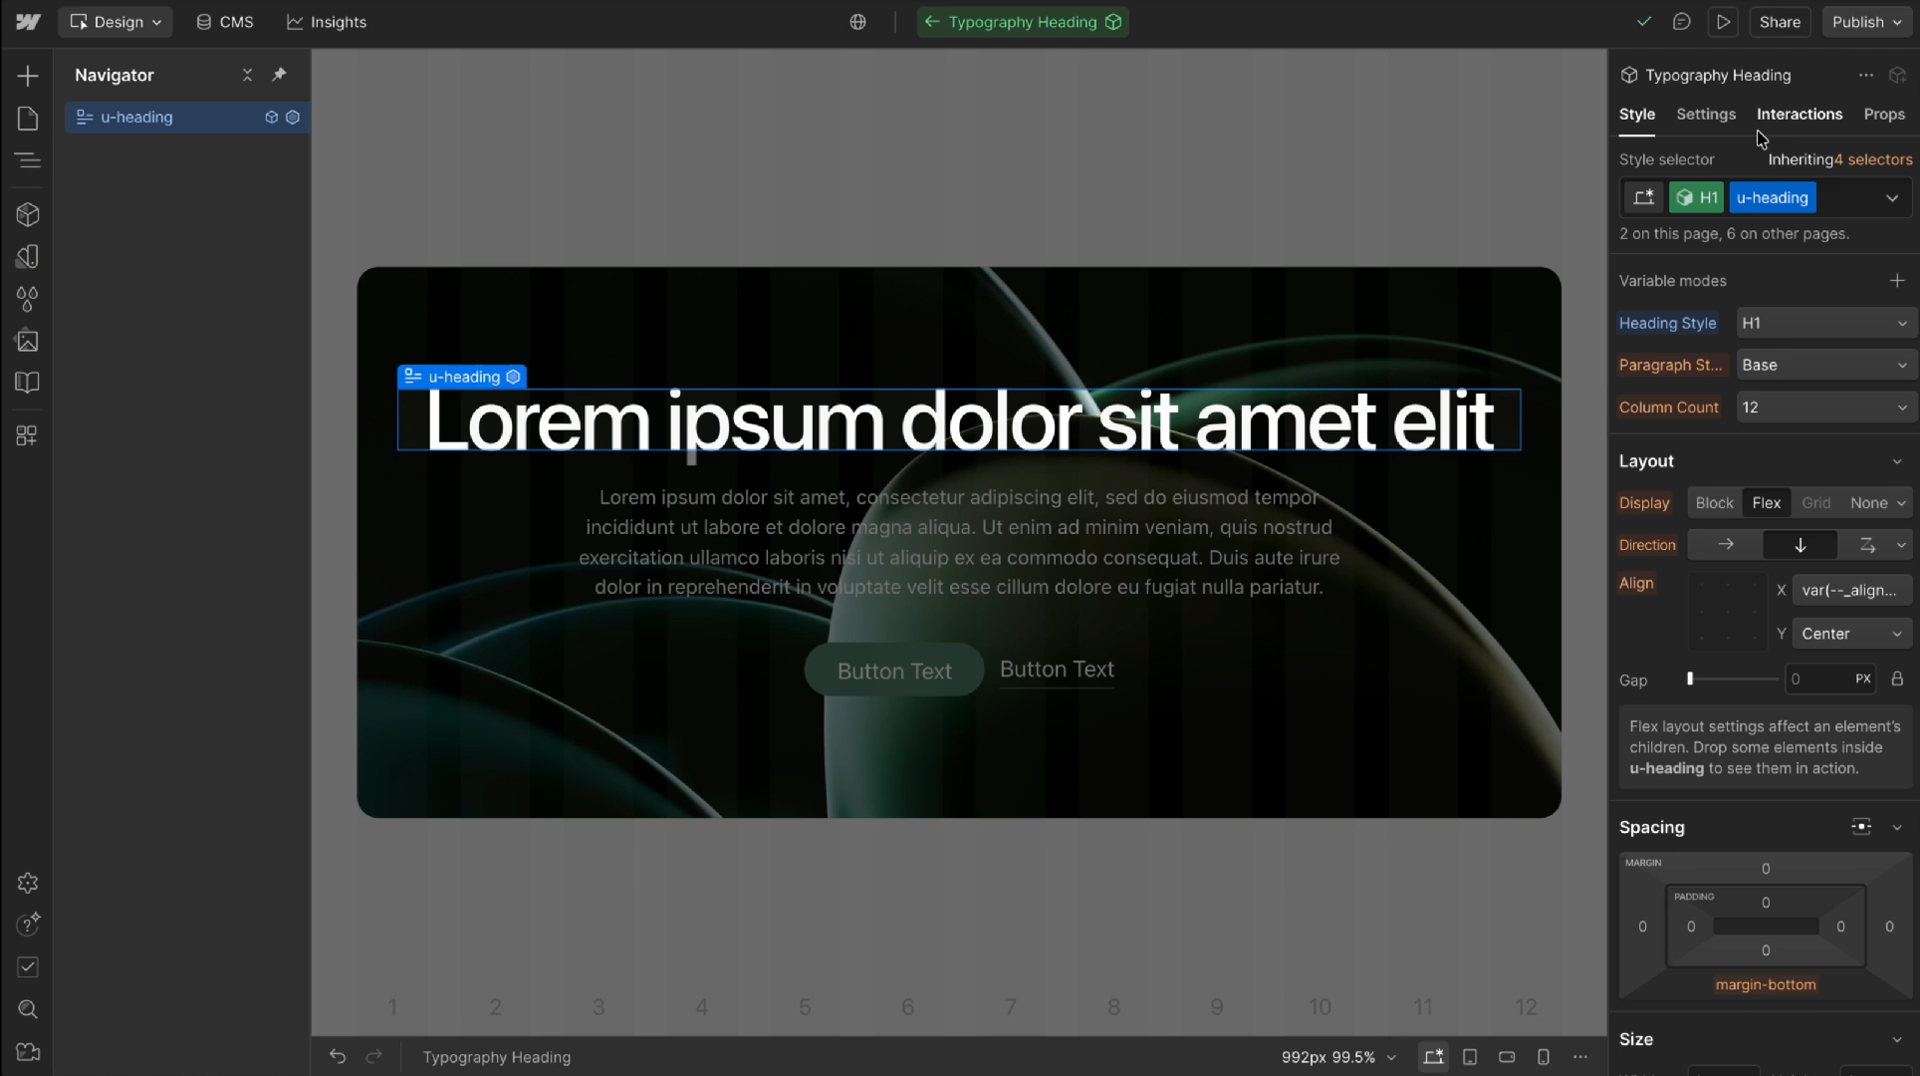 Design
CMS
Insights
Typography Heading
Share
Publish
Navigator
u-heading
u-heading
Lorem ipsum dolor sit amet elit
Lorem ipsum dolor sit amet, consectetur adipiscing elit, sed do eiusmod tempor
incididunt ut labore et dolore magna aliqua. Ut enim ad minim veniam, quis nostrud
exercitation ullamco laboris nisi ut aliquip ex ea commodo consequat. Duis aute irure
dolor in reprehenderit in voluptate velit esse cillum dolore eu fugiat nulla pariatur.
Button Text
Button Text
1 2 3 4 5 6 7 8 9 10 11 12
Typography Heading
992px 99.5%
Typography Heading
Style Settings Interactions Props
Style selector Inheriting 4 selectors
H1 u-heading
2 on this page, 6 on other pages.
Variable modes
Heading Style H1
Paragraph St... Base
Column Count 12
Layout
Display Block Flex Grid None
Direction
Align X var(--_align...
Y Center
Gap 0 PX
Flex layout settings affect an element's
children. Drop some elements inside
u-heading to see them in action.
Spacing
MARGIN
0
PADDING
0
0 0 0 0
0
margin-bottom
Size